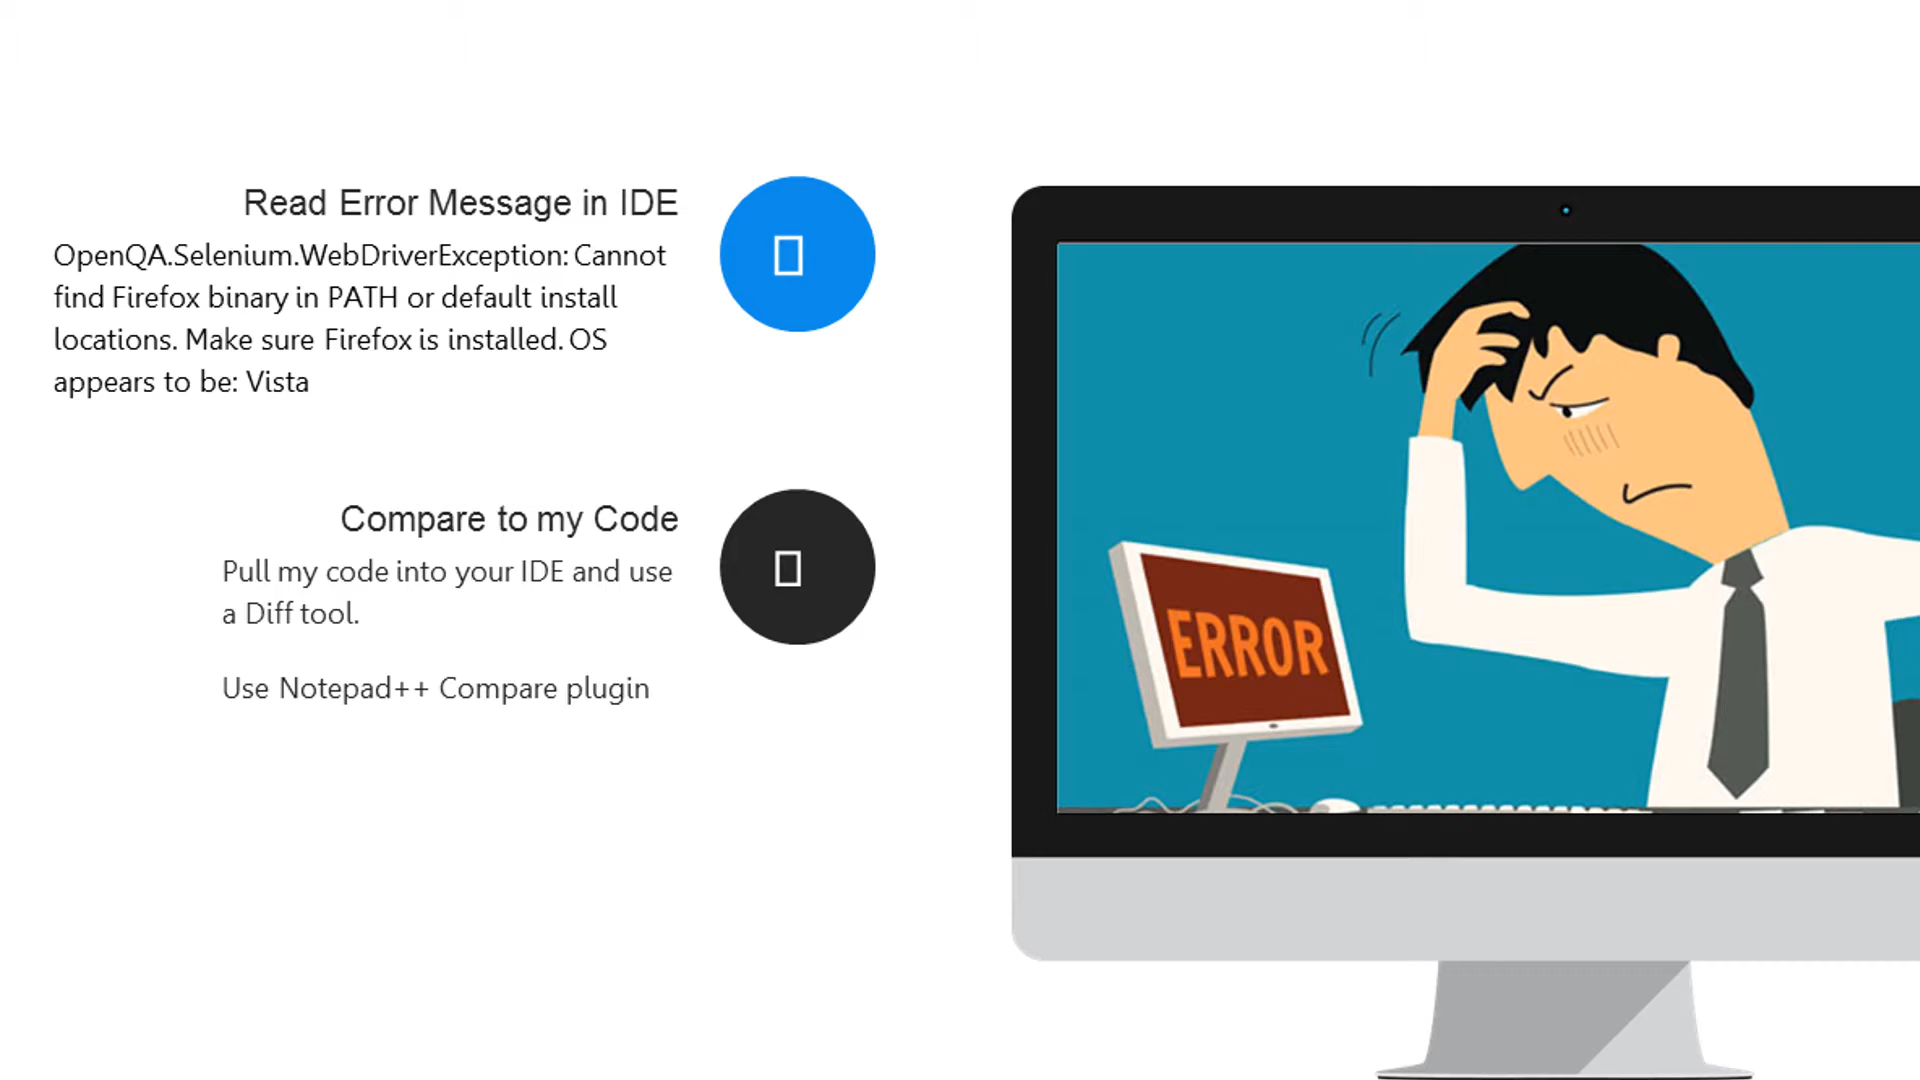 Read Error Message in IDE
OpenQA.Selenium.WebDriverException: Cannot
find Firefox binary in PATH or default install
locations. Make sure Firefox is installed. OS
appears to be: Vista
Compare to my Code
Pull my code into your IDE and use
a Diff tool.
Use Notepad++ Compare plugin
ERROR